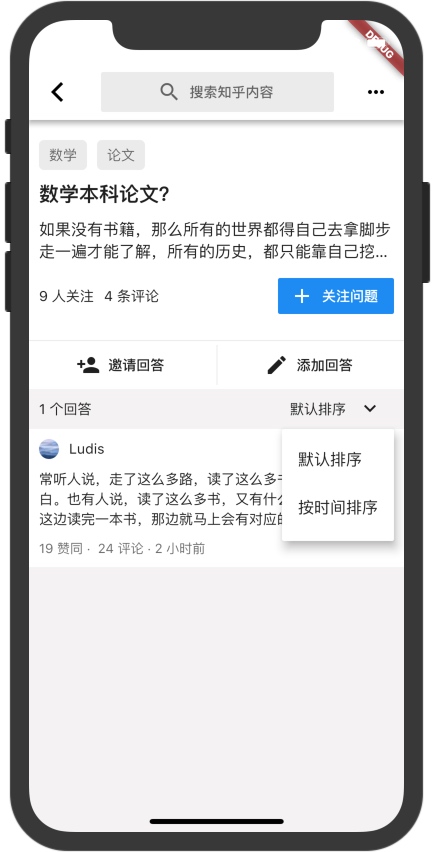 DEBUG
搜索知乎内容
数学 论文
数学本科论文?
如果没有书籍，那么所有的世界都得自己去拿脚步
走一遍才能了解，所有的历史，都只能靠自己挖...
9 人关注 4 条评论 关注问题
邀请回答 添加回答
1 个回答 默认排序
Ludis
默认排序
按时间排序
常听人说，走了这么多路，读了这么多
白。也有人说，读了这么多书，又有什
这边读完一本书，那边就马上会有对应
19 赞同 · 24 评论 · 2 小时前